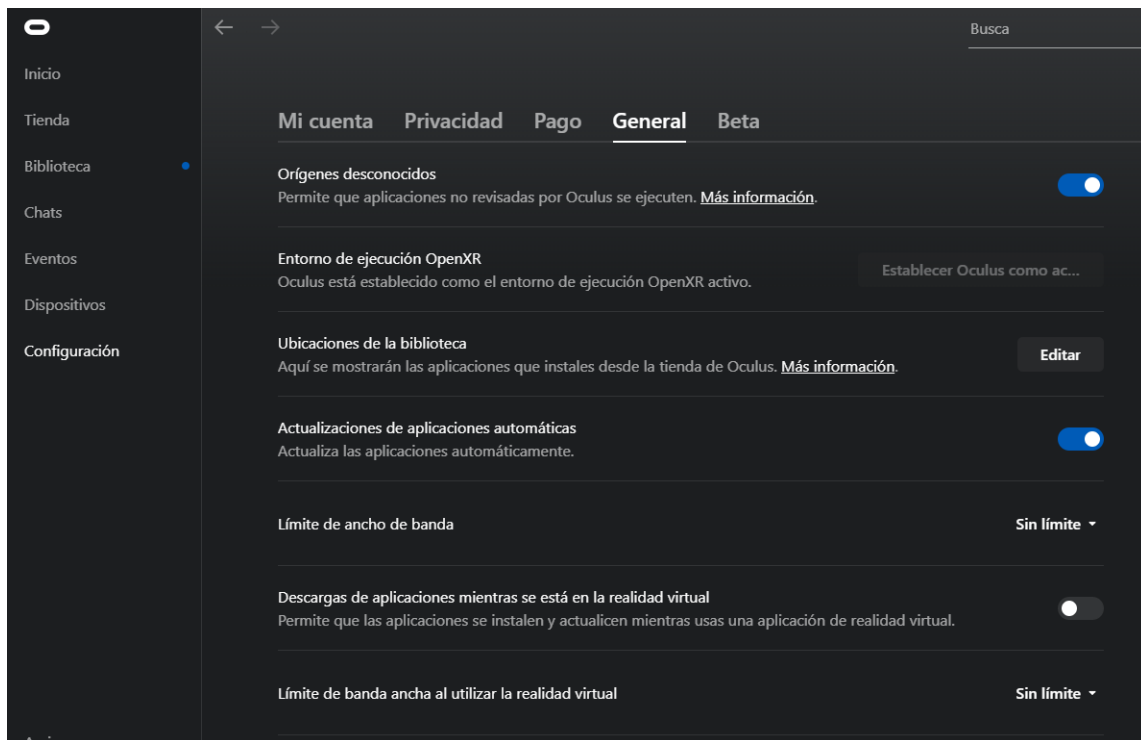 Busca
Inicio
Tienda
Biblioteca
Chats
Eventos
Dispositivos
Configuración
Mi cuenta Privacidad Pago General Beta
Orígenes desconocidos
Permite que aplicaciones no revisadas por Oculus se ejecuten. Más información.
Entorno de ejecución OpenXR
Oculus está establecido como el entorno de ejecución OpenXR activo.
Establecer Oculus como ac...
Ubicaciones de la biblioteca
Aquí se mostrarán las aplicaciones que instales desde la tienda de Oculus. Más información.
Editar
Actualizaciones de aplicaciones automáticas
Actualiza las aplicaciones automáticamente.
Límite de ancho de banda
Sin límite
Descargas de aplicaciones mientras se está en la realidad virtual
Permite que las aplicaciones se instalen y actualicen mientras usas una aplicación de realidad virtual.
Límite de banda ancha al utilizar la realidad virtual
Sin límite